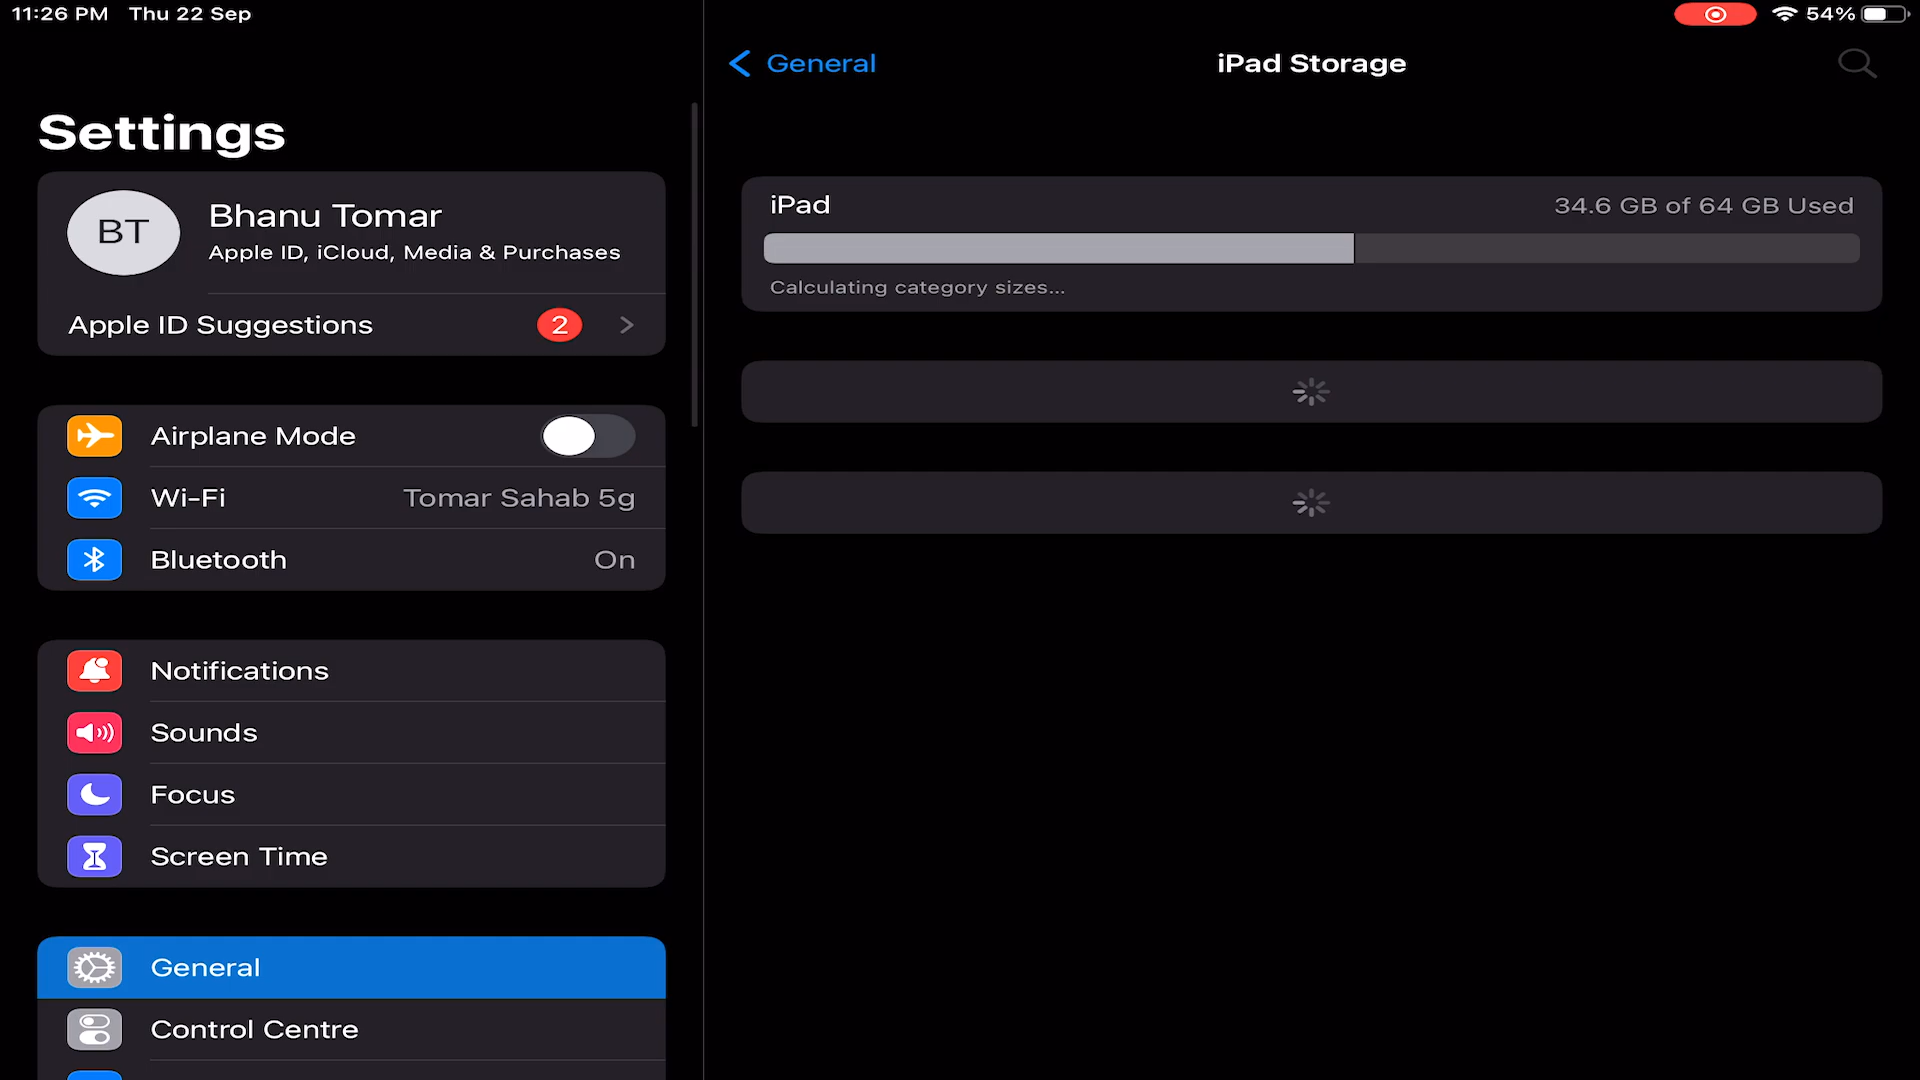 11:26 PM Thu 22 Sep
54%
Settings
BT
Bhanu Tomar
Apple ID, iCloud, Media & Purchases
Apple ID Suggestions 2
Airplane Mode
Wi-Fi Tomar Sahab 5g
Bluetooth On
Notifications
Sounds
Focus
Screen Time
General
Control Centre
General
iPad Storage
iPad 34.6 GB of 64 GB Used
Calculating category sizes...